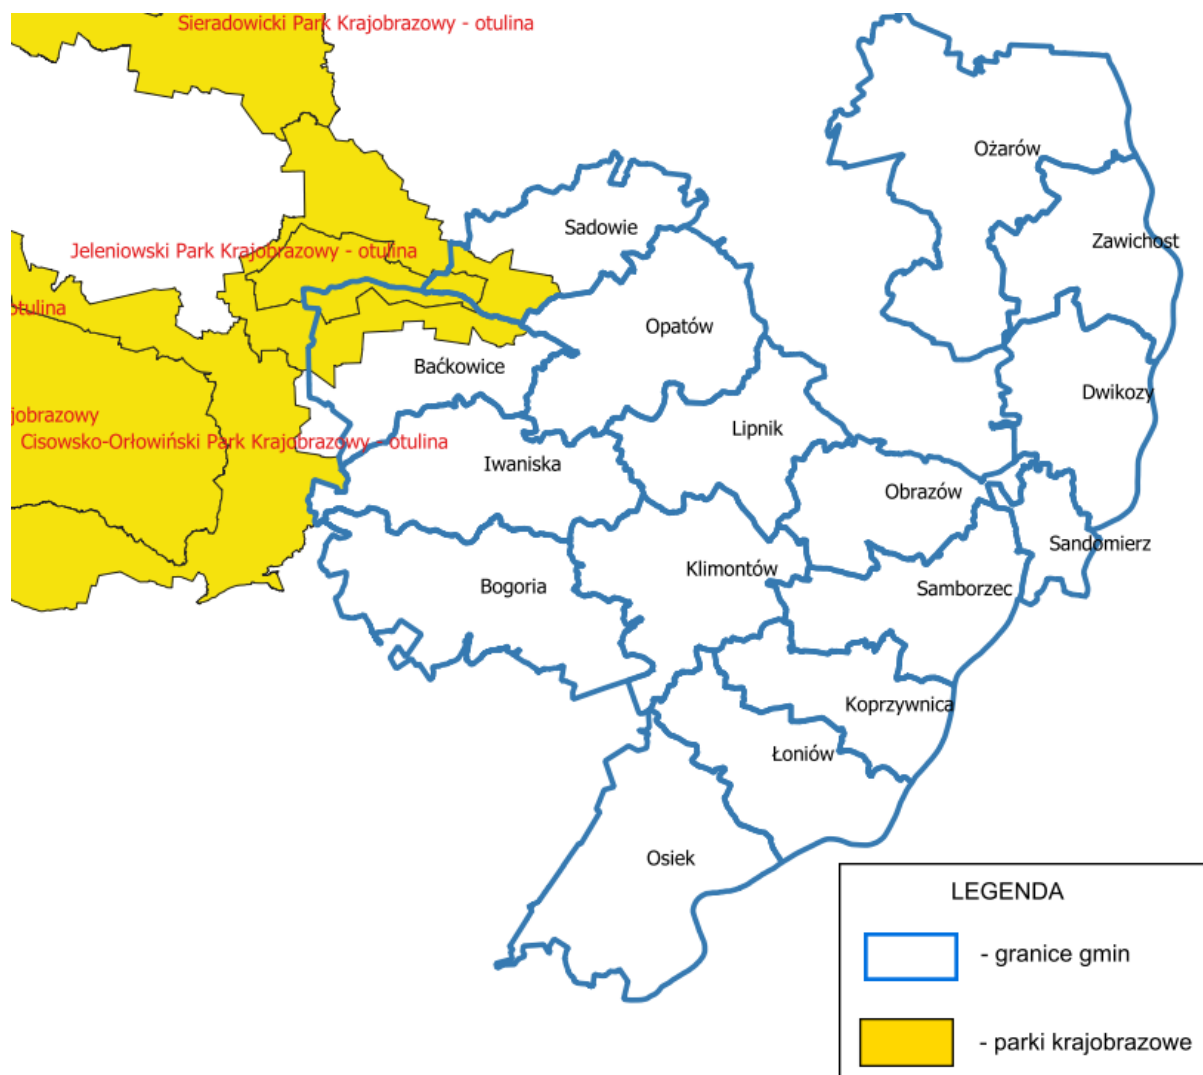 Sieradowicki Park Krajobrazowy - otulina
Ożarów
Sadowie
Zawichost
Jeleniowski Park Krajobrazowy - otulina
otulina
Opatów
Baćkowice
Dwikozy
jobrazowy
Lipnik
Cisowsko-Orłowiński Park Krajobrazowy - otulina
Iwaniska
Obrazów
Sandomierz
Klimontów
Bogoria
Samborzec
Koprzywnica
Łoniów
Osiek
LEGENDA
- granice gmin
- parki krajobrazowe